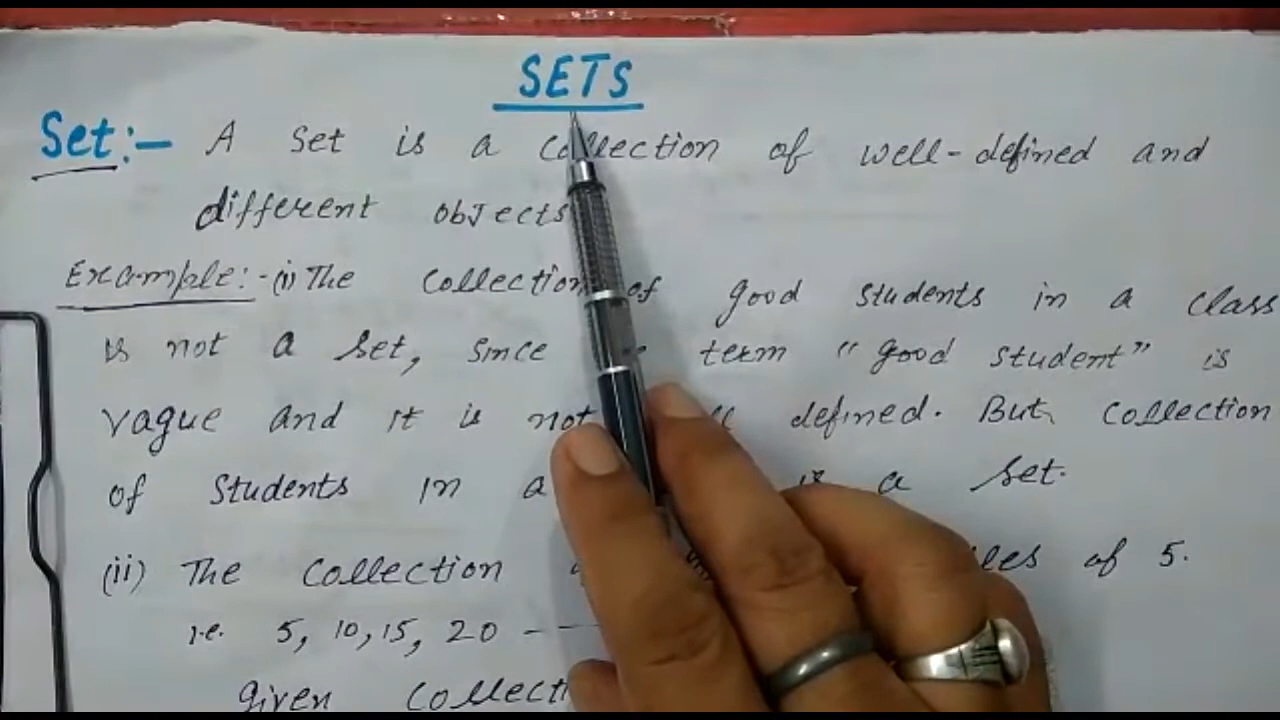 SETS
Set:- A Set is a collection of well-defined and
different objects
Example:-(i) The Collection of good students in a class
is not a set, since term "good student" is
vague and it is not defined. But collection
of students in a is a set.
(ii) The Collection of 5.
i.e. 5, 10, 15, 20 ---
given